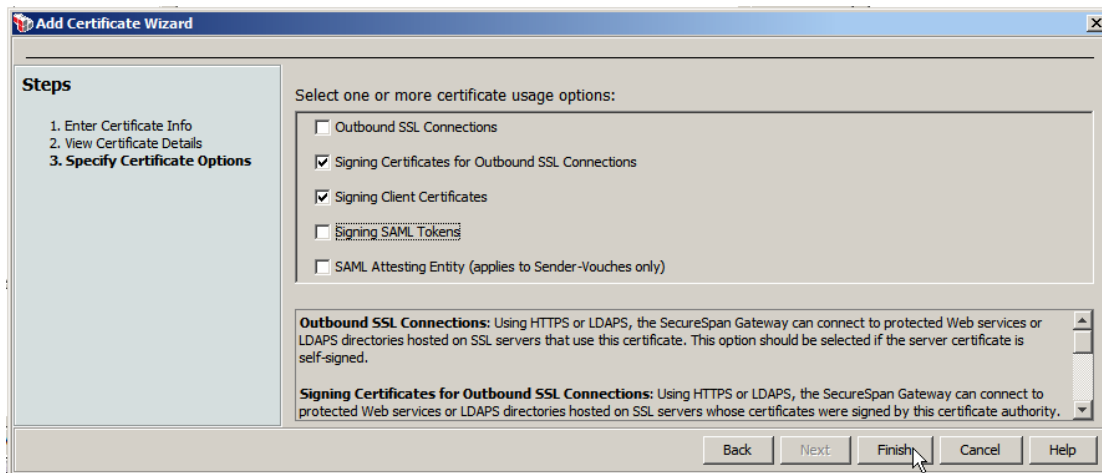 Add Certificate Wizard
Steps
1. Enter Certificate Info
2. View Certificate Details
3. Specify Certificate Options
Select one or more certificate usage options:
Outbound SSL Connections
Signing Certificates for Outbound SSL Connections
Signing Client Certificates
Signing SAML Tokens
SAML Attesting Entity (applies to Sender-Vouches only)
Outbound SSL Connections: Using HTTPS or LDAPS, the SecureSpan Gateway can connect to protected Web services or
LDAPS directories hosted on SSL servers that use this certificate. This option should be selected if the server certificate is
self-signed.
Signing Certificates for Outbound SSL Connections: Using HTTPS or LDAPS, the SecureSpan Gateway can connect to
protected Web services or LDAPS directories hosted on SSL servers whose certificates were signed by this certificate authority.
Back Next Finish Cancel Help